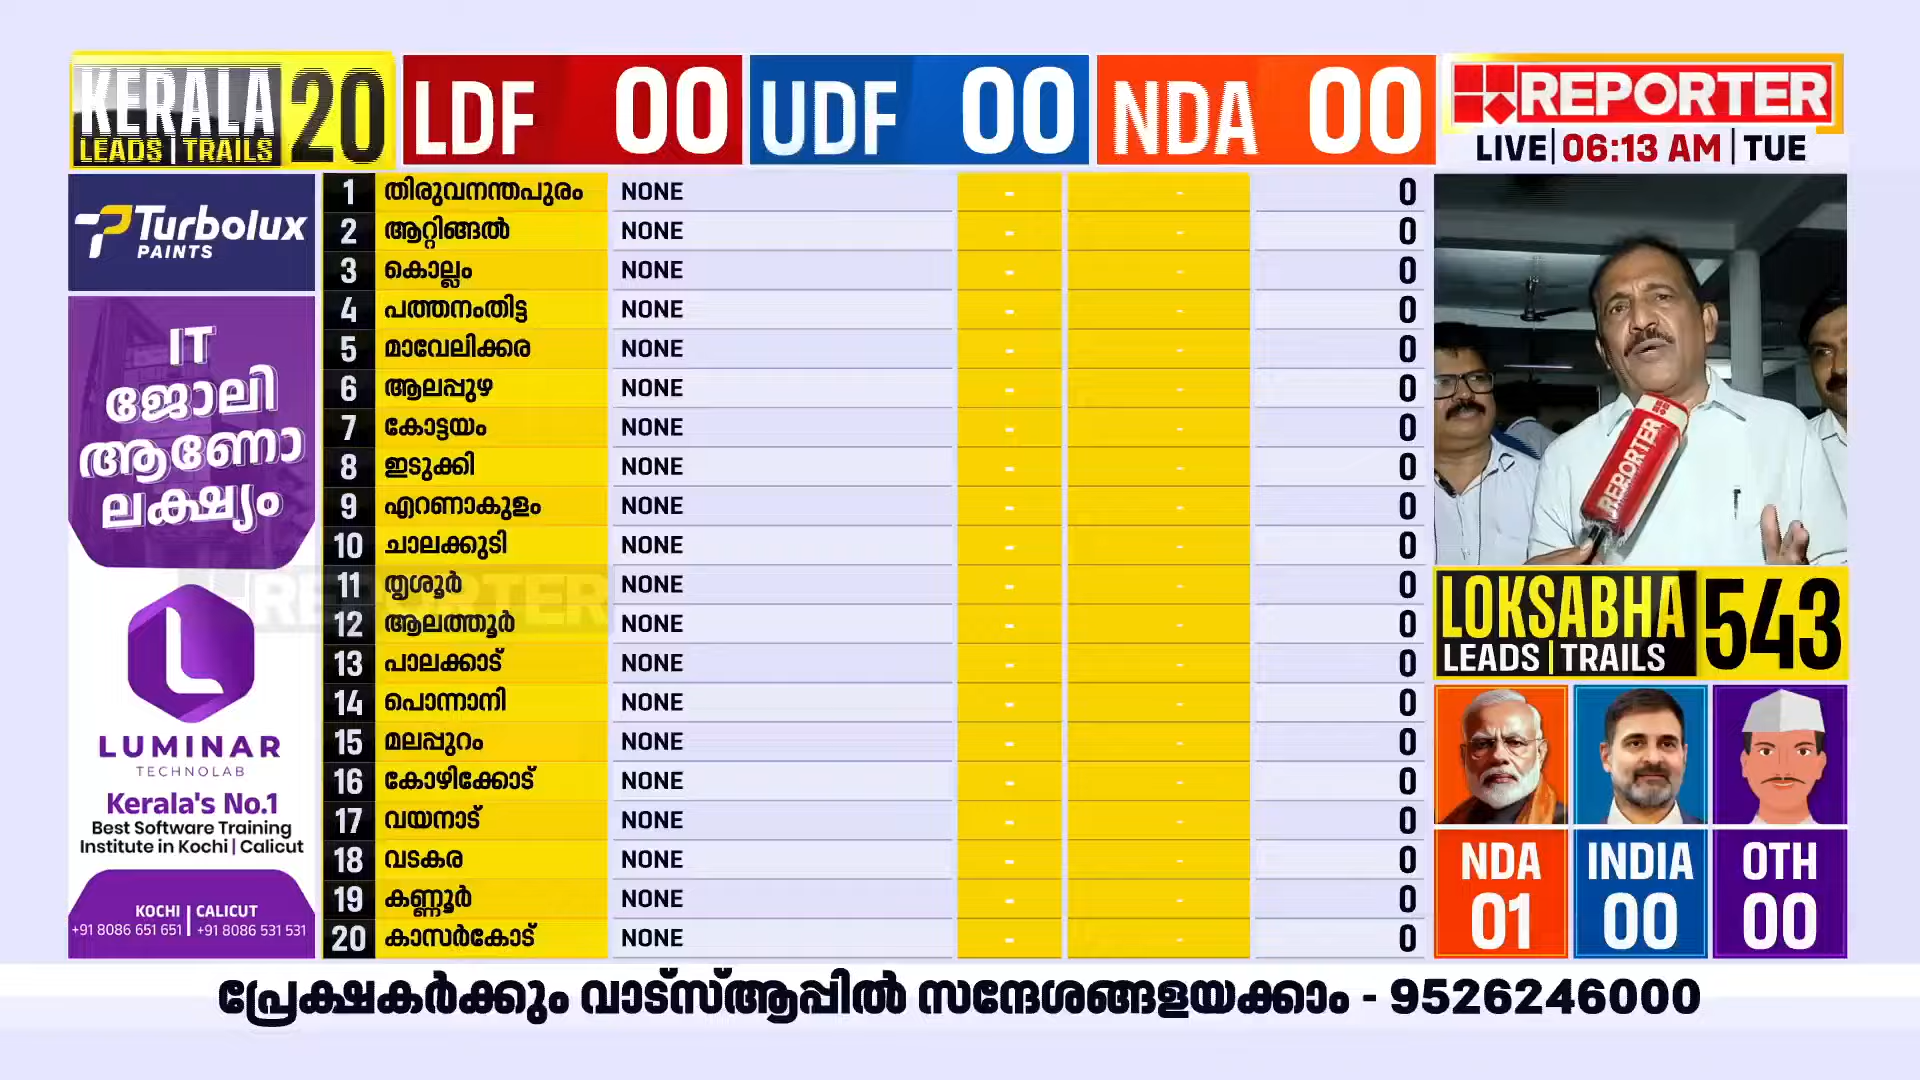 KERALA 20
LEADS | TRAILS
LDF 00
UDF 00
NDA 00
REPORTER
LIVE | 06:13 AM | TUE
Turbolux
PAINTS
IT
ജോലി
ആണോ
ലക്ഷ്യം
LUMINAR
TECHNOLAB
Kerala's No.1
Best Software Training
Institute in Kochi | Calicut
KOCHI | CALICUT
+91 8086 651 651 | +91 8086 531 531
1 തിരുവനന്തപുരം NONE - - 0
2 ആറ്റിങ്ങൽ NONE - - 0
3 കൊല്ലം NONE - - 0
4 പത്തനംതിട്ട NONE - - 0
5 മാവേലിക്കര NONE - - 0
6 ആലപ്പുഴ NONE - - 0
7 കോട്ടയം NONE - - 0
8 ഇടുക്കി NONE - - 0
9 എറണാകുളം NONE - - 0
10 ചാലക്കുടി NONE - - 0
11 തൃശൂർ NONE - - 0
12 ആലത്തൂർ NONE - - 0
13 പാലക്കാട് NONE - - 0
14 പൊന്നാനി NONE - - 0
15 മലപ്പുറം NONE - - 0
16 കോഴിക്കോട് NONE - - 0
17 വയനാട് NONE - - 0
18 വടകര NONE - - 0
19 കണ്ണൂർ NONE - - 0
20 കാസർകോട് NONE - - 0
REPORTER
REPORTER
LOKSABHA 543
LEADS | TRAILS
NDA 01
INDIA 00
OTH 00
പ്രേക്ഷകർക്കും വാട്സ്ആപ്പിൽ സന്ദേശങ്ങളയക്കാം - 9526246000